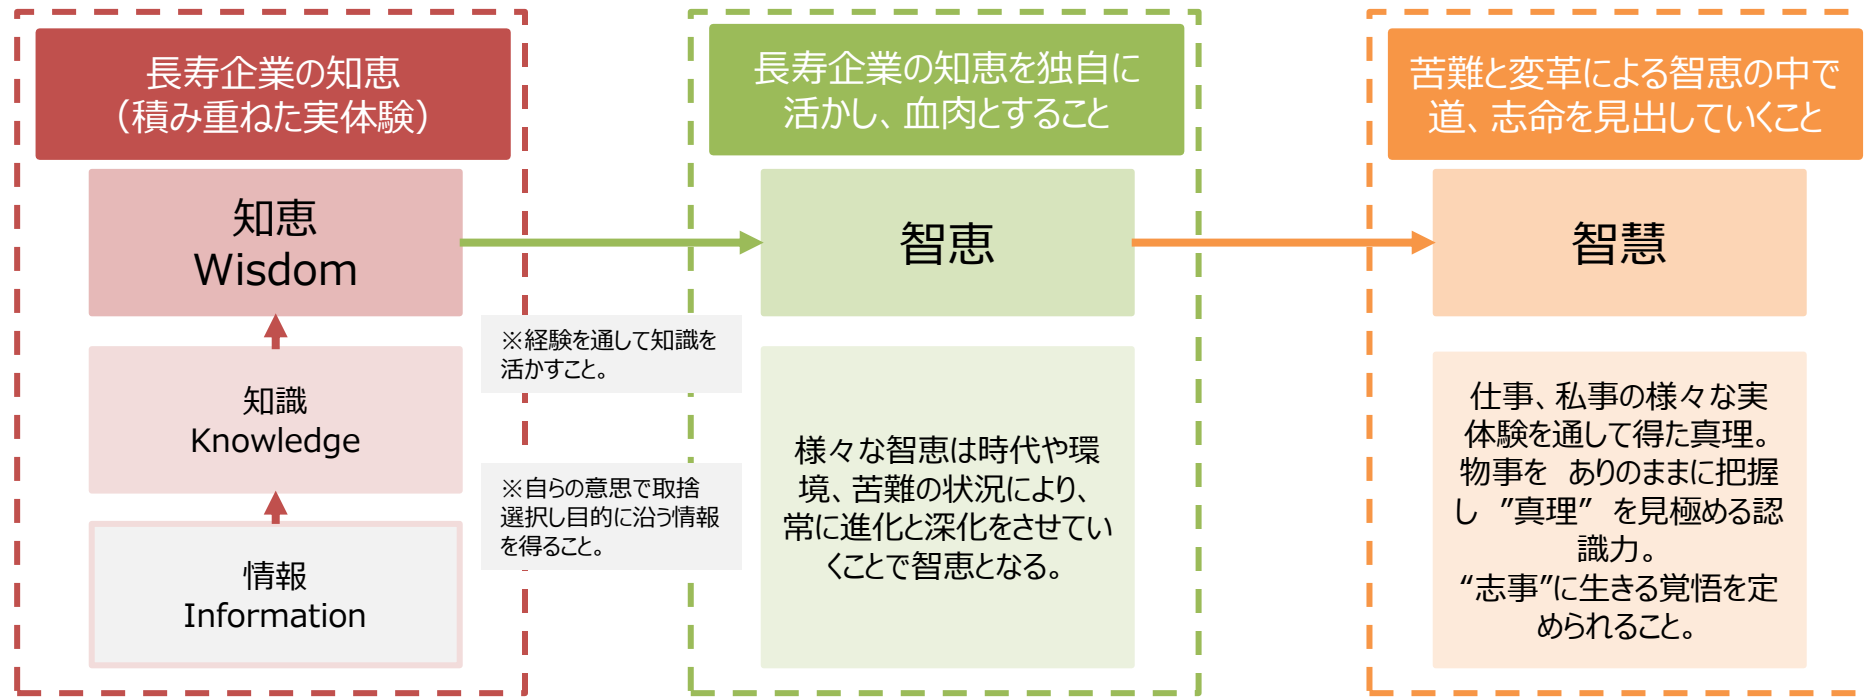 長寿企業の知恵
（積み重ねた実体験）
知恵
Wisdom
知識
Knowledge
情報
Information
※経験を通して知識を
活かすこと。
※自らの意思で取捨
選択し目的に沿う情報
を得ること。
長寿企業の知恵を独自に
活かし、血肉とすること
智恵
様々な智恵は時代や環
境、苦難の状況により、
常に進化と深化をさせてい
くことで智恵となる。
苦難と変革による智恵の中で
道、志命を見出していくこと
智慧
仕事、私事の様々な実
体験を通して得た真理。
物事を ありのままに把握
し ”真理” を見極める認
識力。
“志事”に生きる覚悟を定
められること。